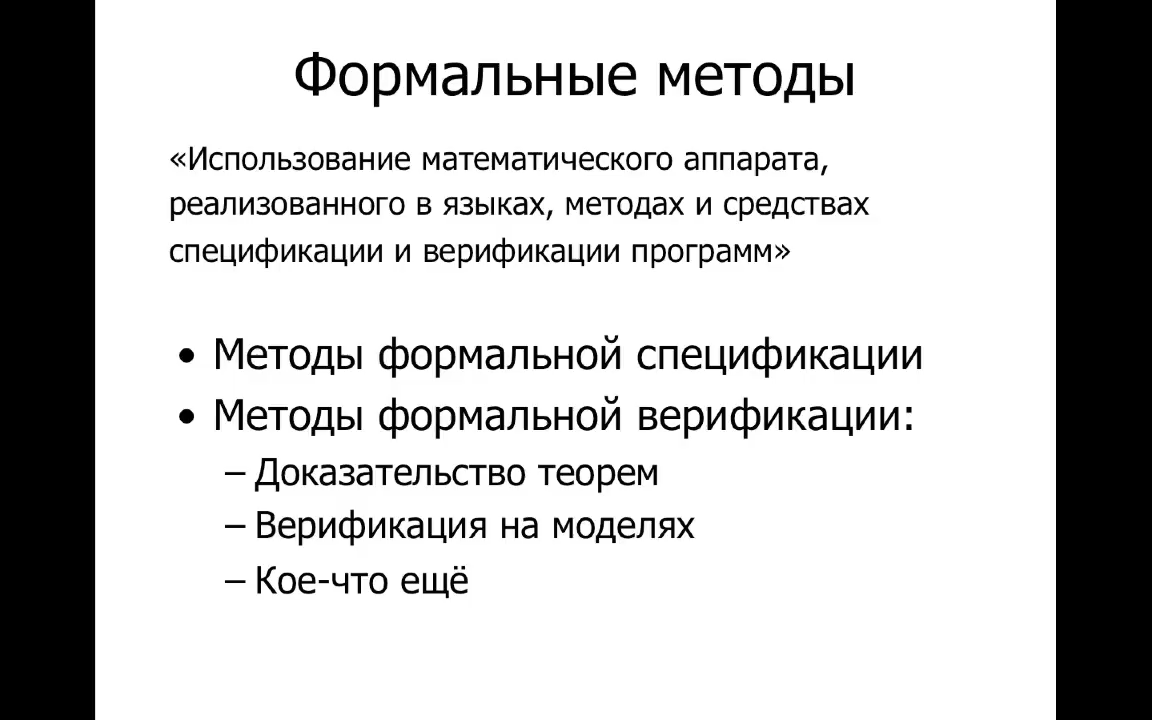 Формальные методы
«Использование математического аппарата,
реализованного в языках, методах и средствах
спецификации и верификации программ»
• Методы формальной спецификации
• Методы формальной верификации:
– Доказательство теорем
– Верификация на моделях
– Кое-что ещё